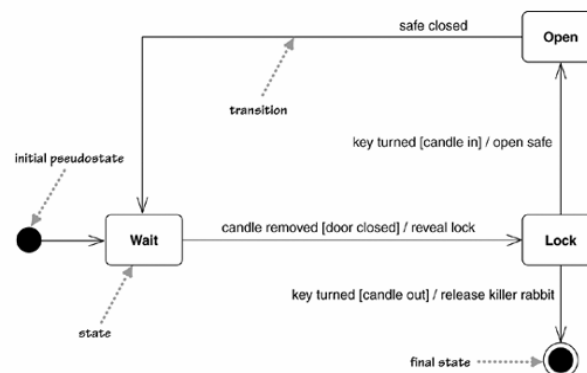 safe closed
Open
transition
key turned [candle in] / open safe
initial pseudostate
Wait
candle removed [door closed] / reveal lock
Lock
key turned [candle out] / release killer rabbit
state
final state